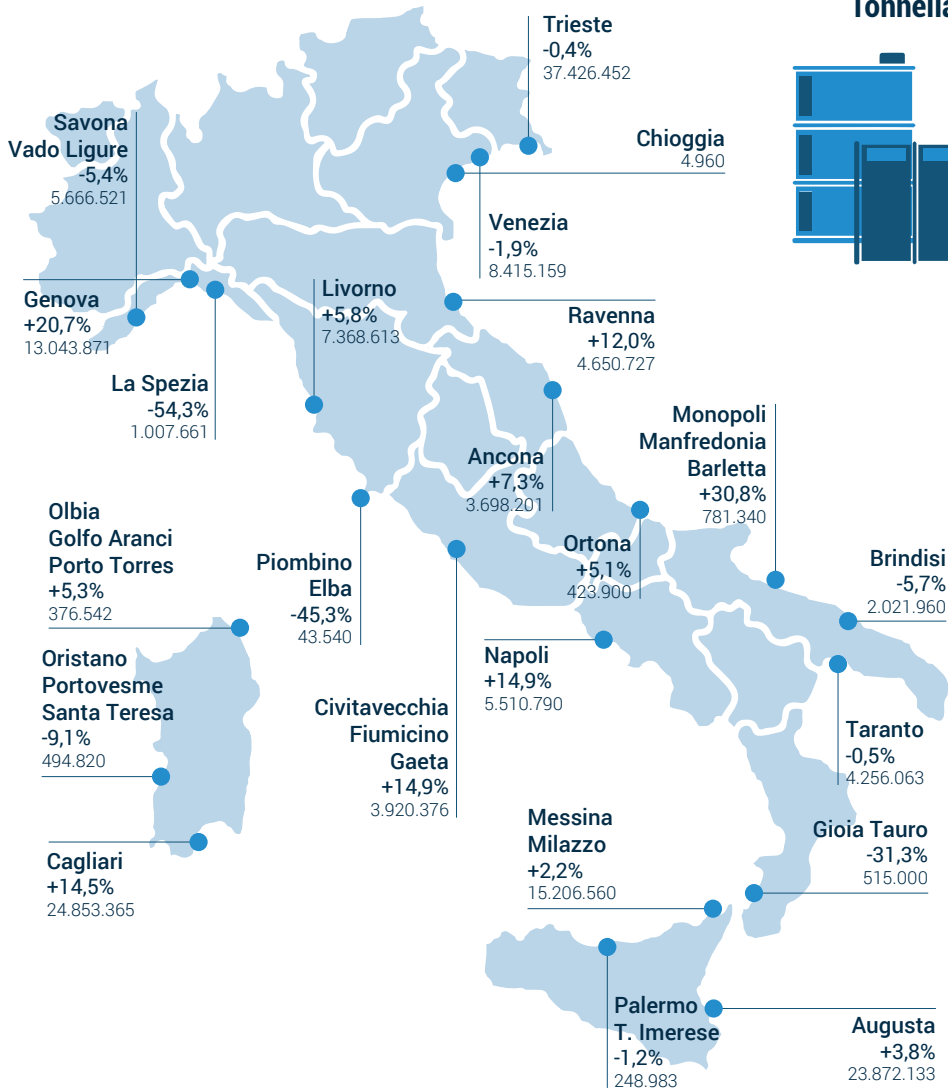 Trieste
-0,4%
37.426.452
Savona
Vado Ligure
-5,4%
5.666.521
Chioggia
4.960
Venezia
-1,9%
8.415.159
Genova
+20,7%
13.043.871
Livorno
+5,8%
7.368.613
Ravenna
+12,0%
4.650.727
La Spezia
-54,3%
1.007.661
Monopoli
Manfredonia
Barletta
+30,8%
781.340
Ancona
+7,3%
3.698.201
Olbia
Golfo Aranci
Porto Torres
+5,3%
376.542
Piombino
Elba
-45,3%
43.540
Ortona
+5,1%
423.900
Brindisi
-5,7%
2.021.960
Oristano
Portovesme
Santa Teresa
-9,1%
494.820
Napoli
+14,9%
5.510.790
Civitavecchia
Fiumicino
Gaeta
+14,9%
3.920.376
Taranto
-0,5%
4.256.063
Messina
Milazzo
+2,2%
15.206.560
Gioia Tauro
-31,3%
515.000
Cagliari
+14,5%
24.853.365
Palermo
T. Imerese
-1,2%
248.983
Augusta
+3,8%
23.872.133